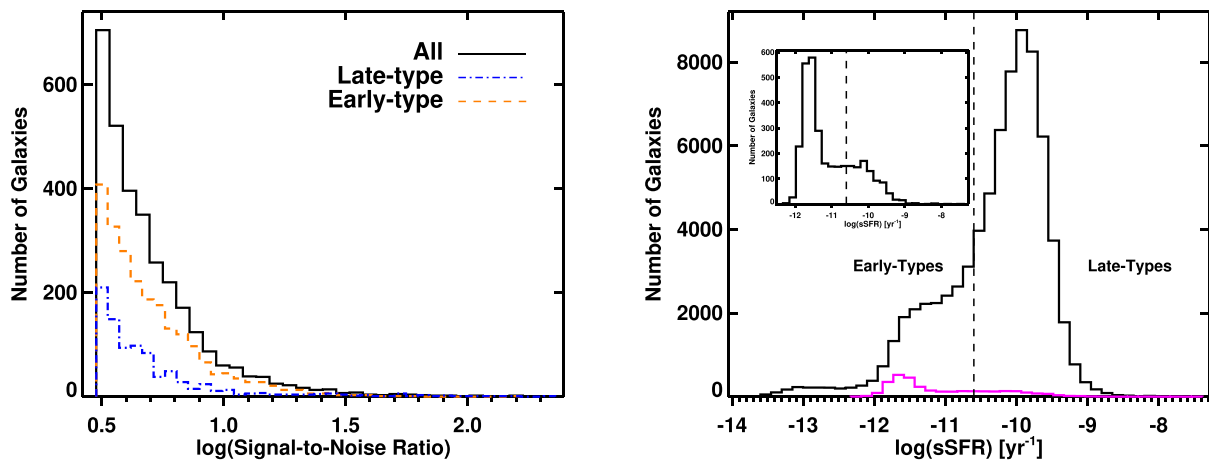 All
Late-type
Early-type
Number of Galaxies
600
400
200
0
0.5
1.0
1.5
2.0
log(Signal-to-Noise Ratio)
Number of Galaxies
8000
6000
4000
2000
0
-14
-13
-12
-11
-10
-9
-8
log(sSFR) [yr⁻¹]
Early-Types
Late-Types
Number of Galaxies
600
500
400
300
200
100
0
-12
-11
-10
-9
-8
log(sSFR) [yr⁻¹]